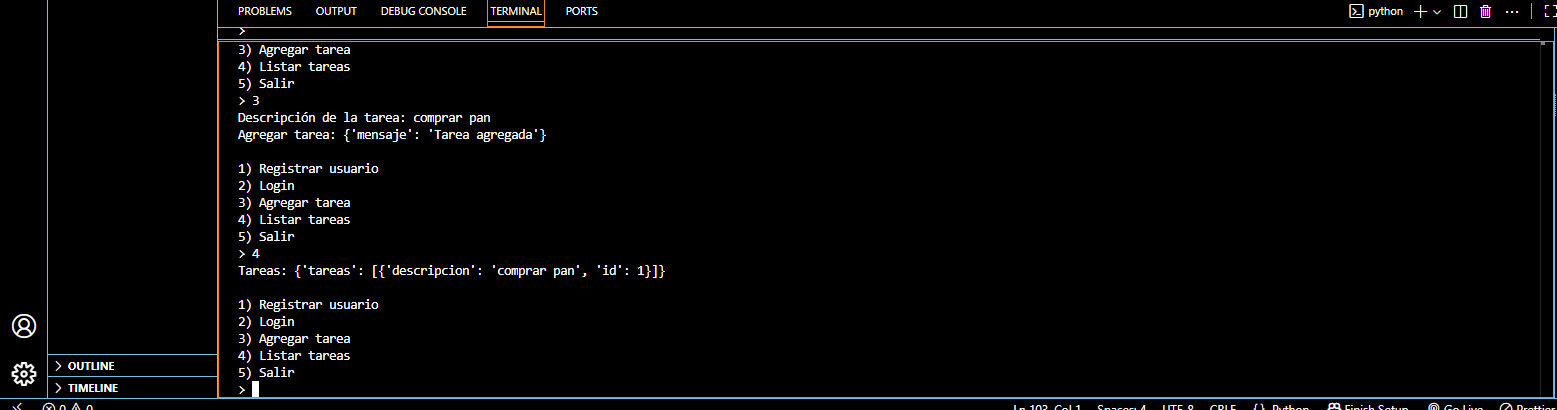 PROBLEMS OUTPUT DEBUG CONSOLE TERMINAL PORTS python
>
3) Agregar tarea
4) Listar tareas
5) Salir
> 3
Descripción de la tarea: comprar pan
Agregar tarea: {'mensaje': 'Tarea agregada'}
1) Registrar usuario
2) Login
3) Agregar tarea
4) Listar tareas
5) Salir
> 4
Tareas: {'tareas': [{'descripcion': 'comprar pan', 'id': 1}]}
1) Registrar usuario
2) Login
3) Agregar tarea
4) Listar tareas
5) Salir
>
OUTLINE
TIMELINE
0 0 Ln 103, Col 1 Spaces: 4 UTF-8 CRLF {} Python Finish Setup Go Live Prettier